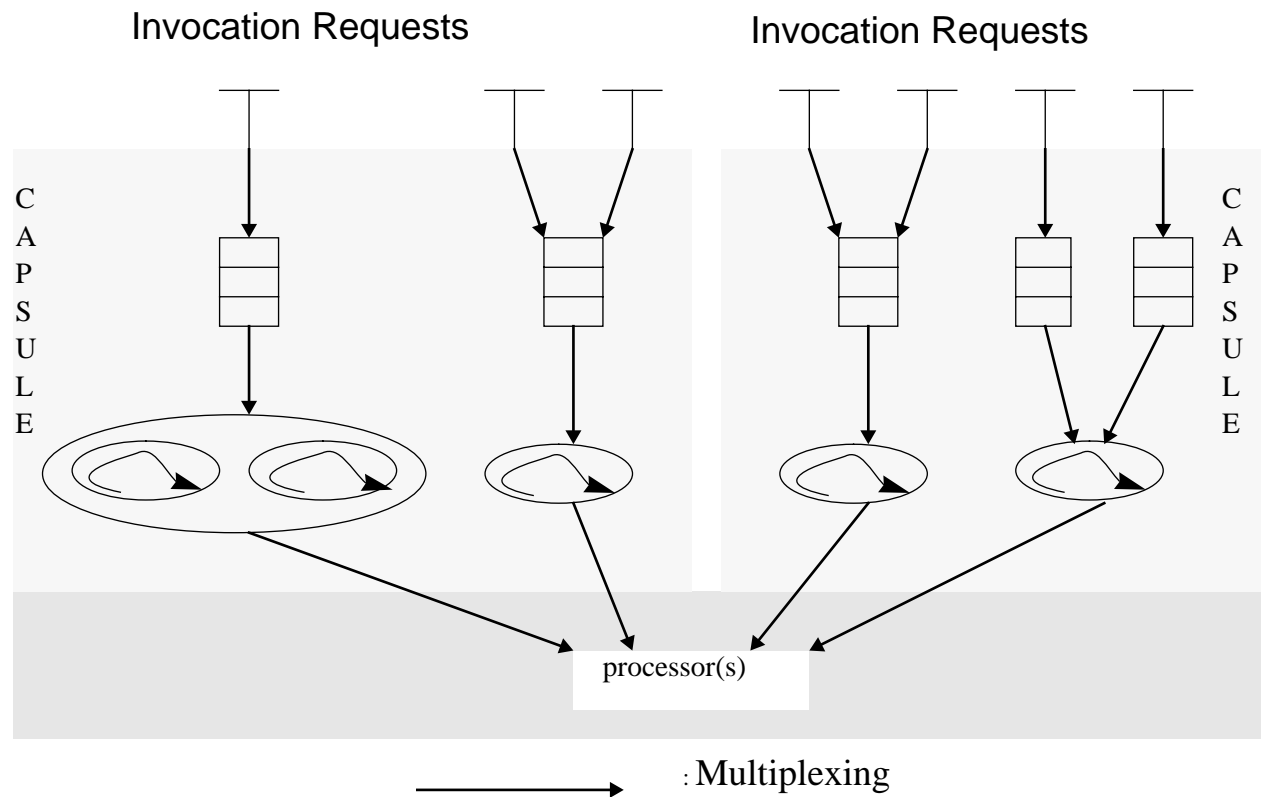 Invocation Requests
Invocation Requests
C
A
P
S
U
L
E
C
A
P
S
U
L
E
processor(s)
: Multiplexing